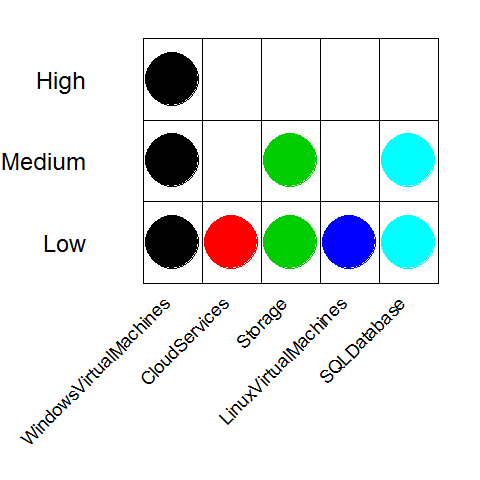 High
Medium
Low
WindowsVirtualMachines
CloudServices
Storage
LinuxVirtualMachines
SQLDatabase